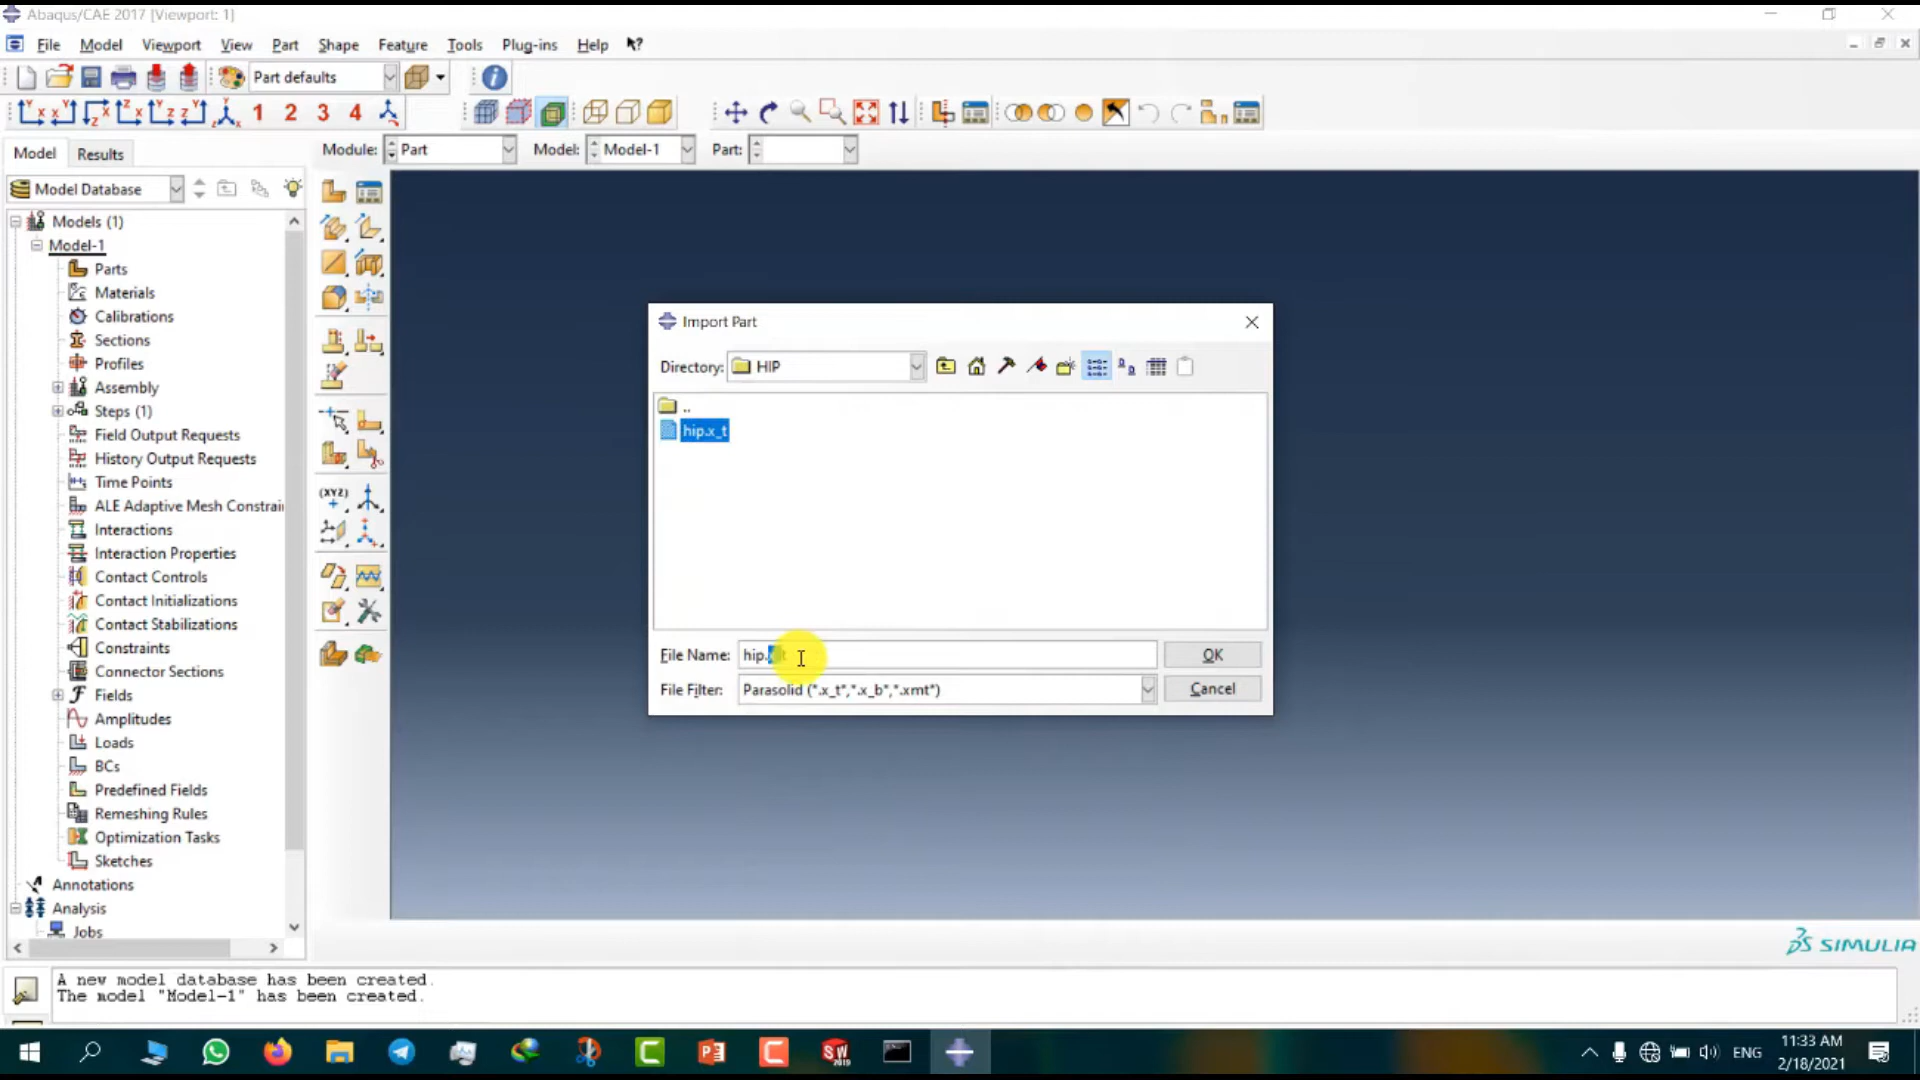 Abaqus/CAE 2017 [Viewport: 1]
File Model Viewport View Part Shape Feature Tools Plug-ins Help
Part defaults
1 2 3 4
Model Results
Module: Part Model: Model-1 Part:
Model Database
Models (1)
Model-1
Parts
Materials
Calibrations
Sections
Profiles
Assembly
Steps (1)
Field Output Requests
History Output Requests
Time Points
ALE Adaptive Mesh Constrai
Interactions
Interaction Properties
Contact Controls
Contact Initializations
Contact Stabilizations
Constraints
Connector Sections
Fields
Amplitudes
Loads
BCs
Predefined Fields
Remeshing Rules
Optimization Tasks
Sketches
Annotations
Analysis
Jobs
(XYZ)
Import Part
Directory: HIP
..
hip.x_t
File Name: hip.
OK
File Filter: Parasolid (*.x_t*,*.x_b*,*.xmt*)
Cancel
SIMULIA
A new model database has been created.
The model "Model-1" has been created.
ENG
11:33 AM
2/18/2021